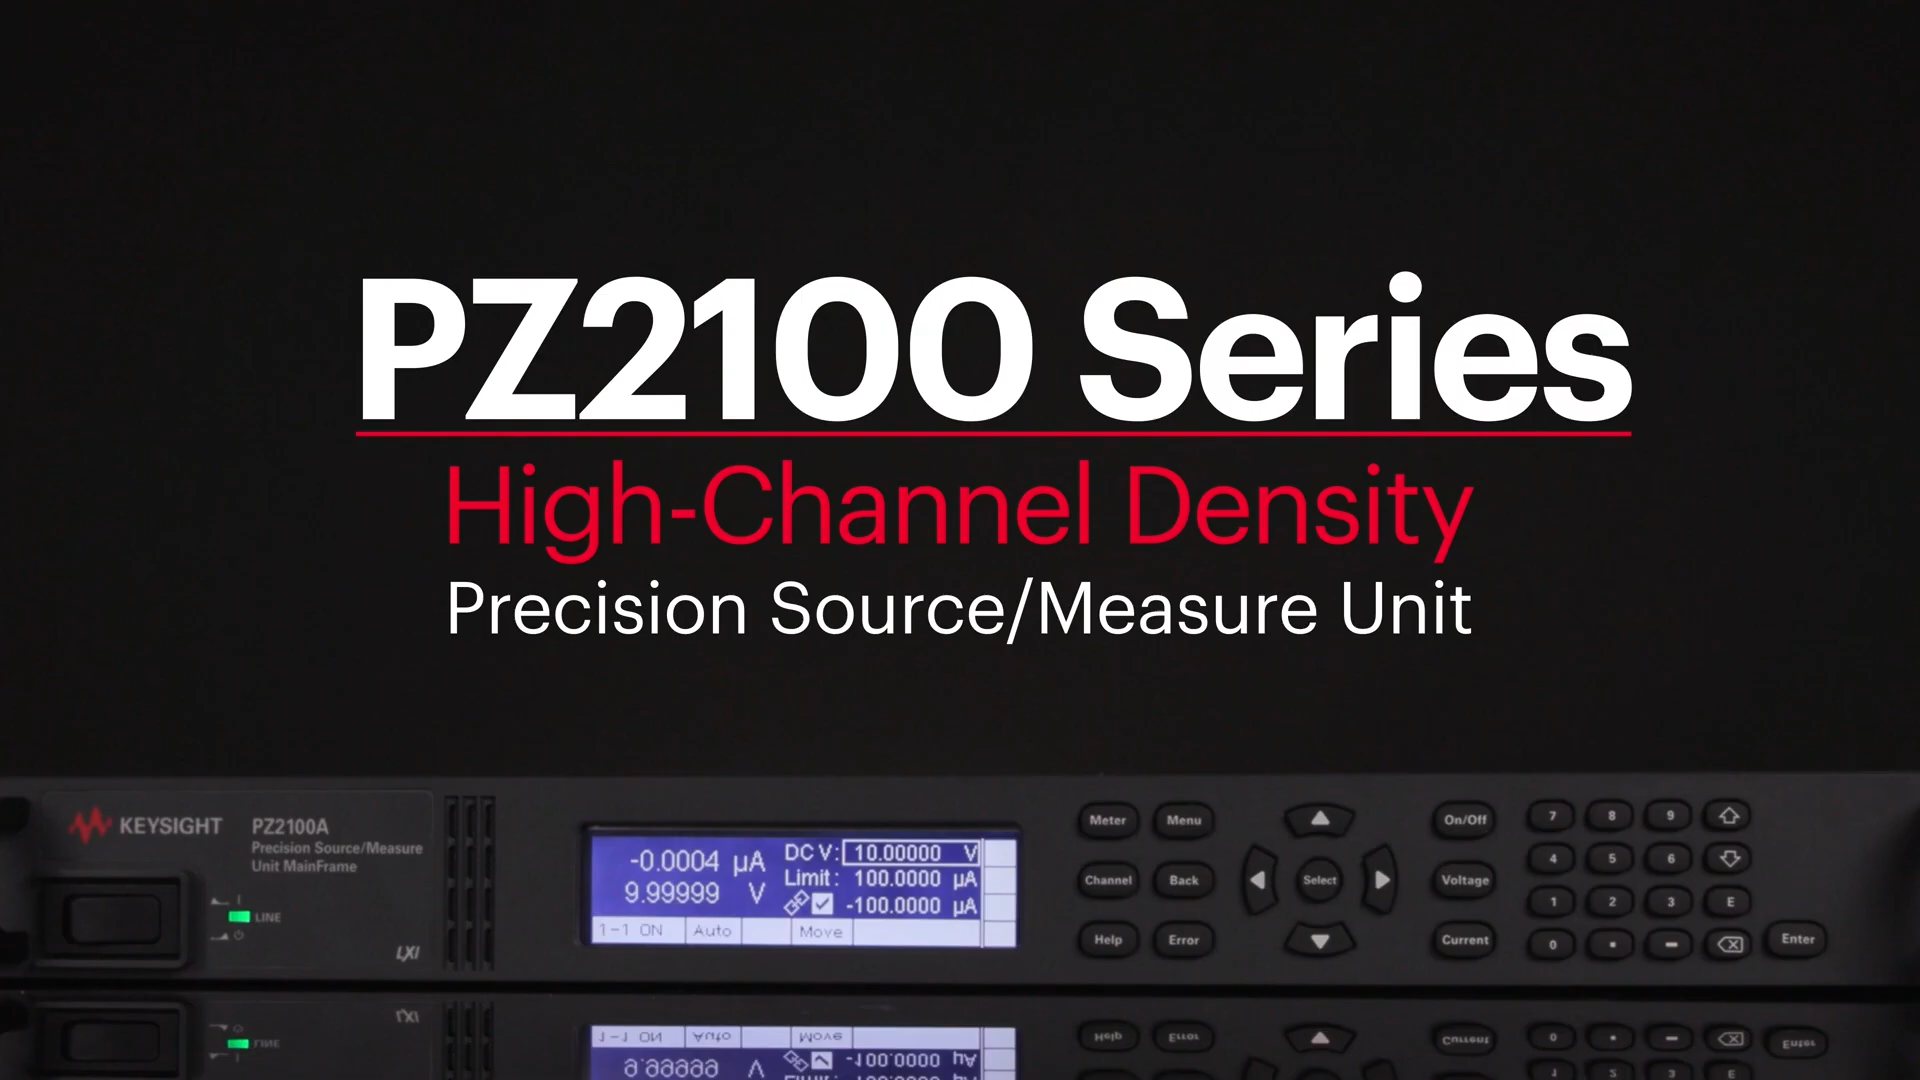 PZ2100 Series
High-Channel Density
Precision Source/Measure Unit
KEYSIGHT PZ2100A
Precision Source/Measure
Unit MainFrame
LINE
LXI
-0.0004 µA
9.99999 V
DC V: 10.00000 V
Limit: 100.0000 µA
-100.0000 µA
1-1 ON Auto Move
Meter Menu
Channel Back
Help Error
Select
On/Off
Voltage
Current
7 8 9
4 5 6
1 2 3 E
0 . - Enter